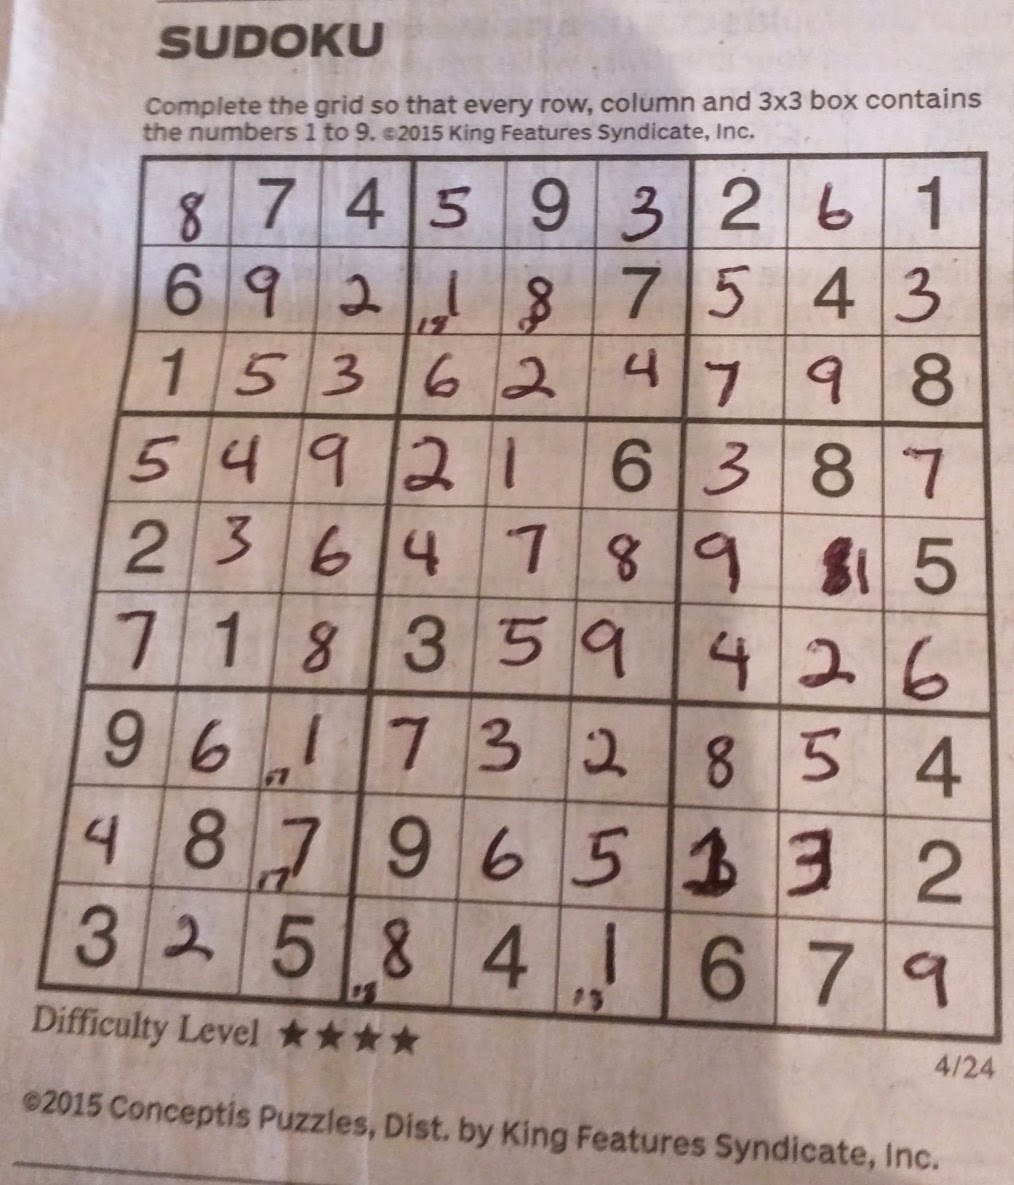 SUDOKU
Complete the grid so that every row, column and 3x3 box contains
the numbers 1 to 9. ©2015 King Features Syndicate, Inc.
8 7 4 5 9 3 2 6 1
6 9 2 1 8 7 5 4 3
1 5 3 6 2 4 7 9 8
5 4 9 2 1 6 3 8 7
2 3 6 4 7 8 9 1 5
7 1 8 3 5 9 4 2 6
9 6 1 7 3 2 8 5 4
4 8 7 9 6 5 1 3 2
3 2 5 8 4 1 6 7 9
Difficulty Level ★★★★
4/24
©2015 Conceptis Puzzles, Dist. by King Features Syndicate, Inc.